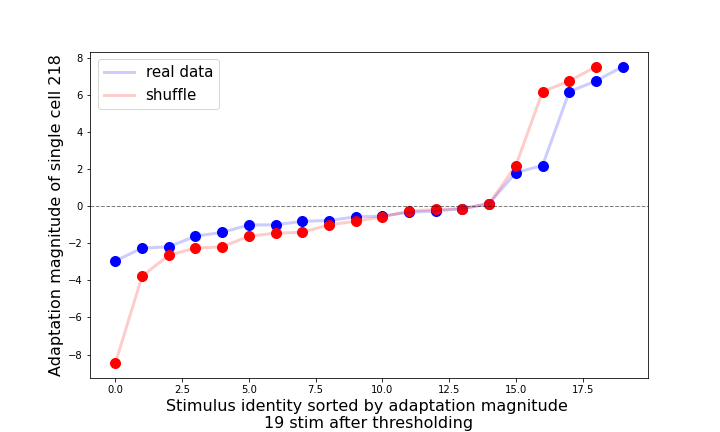 Adaptation magnitude of single cell 218
8
6
4
2
0
−2
−4
−6
−8
real data
shuffle
0.0 2.5 5.0 7.5 10.0 12.5 15.0 17.5
Stimulus identity sorted by adaptation magnitude
19 stim after thresholding